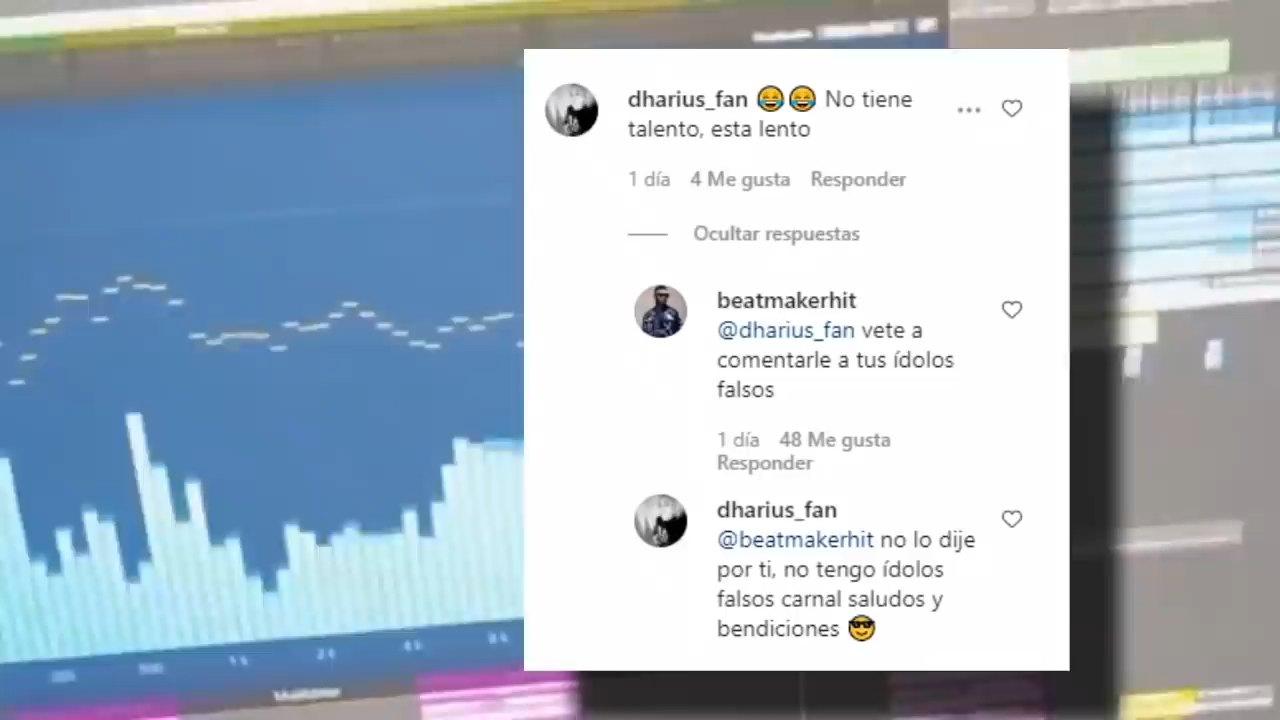 dharius_fan 😂😂 No tiene
talento, esta lento
1 día 4 Me gusta Responder
Ocultar respuestas
beatmakerhit
@dharius_fan vete a
comentarle a tus ídolos
falsos
1 día 48 Me gusta
Responder
dharius_fan
@beatmakerhit no lo dije
por ti, no tengo ídolos
falsos carnal saludos y
bendiciones 😎